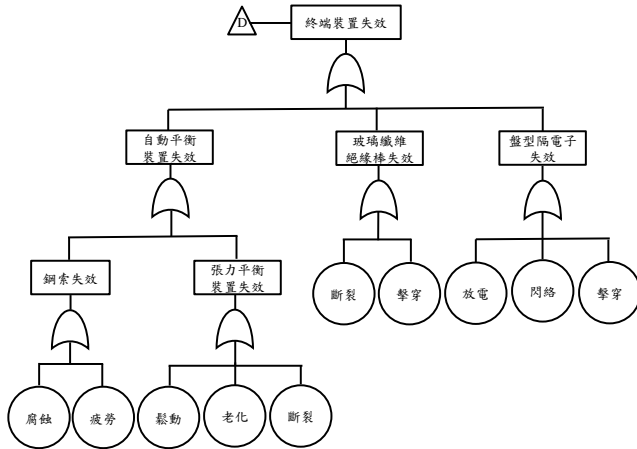 D
終端裝置失效
自動平衡
裝置失效
玻璃纖維
絕緣棒失效
盤型隔電子
失效
鋼索失效
張力平衡
裝置失效
斷裂
擊穿
放電
閃絡
擊穿
腐蝕
疲勞
鬆動
老化
斷裂